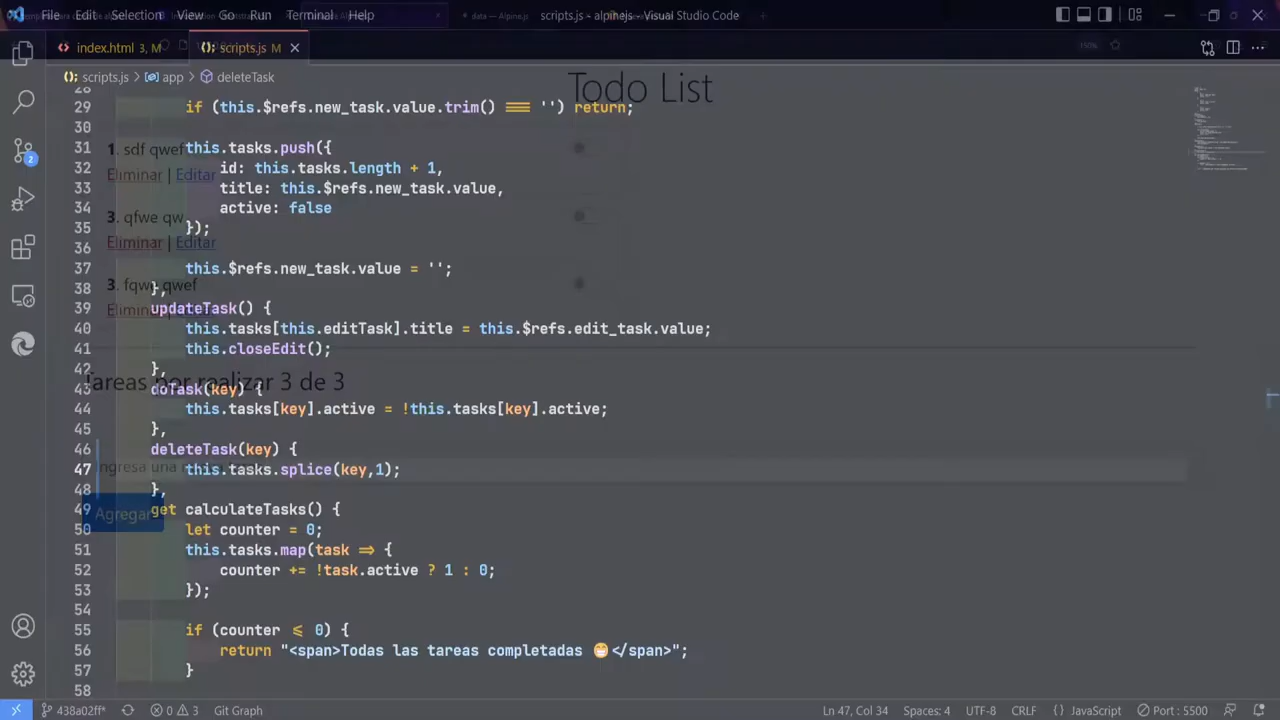 File Edit Selection View Go Run Terminal Help
data — Alpine.js
scripts.js - alpinejs - Visual Studio Code
index.html 3, M
scripts.js M
150%
scripts.js > app > deleteTask
Todo List
28
29 if (this.$refs.new_task.value.trim() === '') return;
30
31 this.tasks.push({
1. sdf qwef
32 id: this.tasks.length + 1,
Eliminar | Editar
33 title: this.$refs.new_task.value,
34 active: false
3. qfwe qw
35 });
36
Eliminar | Editar
37 this.$refs.new_task.value = '';
38 },
3. fqwe qwef
39 updateTask() {
Eliminar
40 this.tasks[this.editTask].title = this.$refs.edit_task.value;
41 this.closeEdit();
42 },
Tareas por realizar 3 de 3
43 doTask(key) {
44 this.tasks[key].active = !this.tasks[key].active;
45 },
46 deleteTask(key) {
47 this.tasks.splice(key,1);
Ingresa una
48 },
49 get calculateTasks() {
Agregar
50 let counter = 0;
51 this.tasks.map(task => {
52 counter += !task.active ? 1 : 0;
53 });
54
55 if (counter <= 0) {
56 return "<span>Todas las tareas completadas 😁</span>";
57 }
58
2
438a02ff* 0 3 Git Graph
Ln 47, Col 34 Spaces: 4 UTF-8 CRLF {} JavaScript Port : 5500